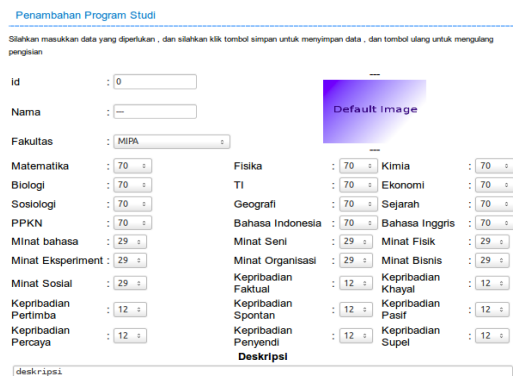 Penambahan Program Studi
Silahkan masukkan data yang diperlukan , dan silahkan klik tombol simpan untuk menyimpan data , dan tombol ulang untuk mengulang
pengisian
id : 0
---
Nama : ---
Default Image
Fakultas : MIPA
---
Matematika : 70 Fisika : 70 Kimia : 70
Biologi : 70 TI : 70 Ekonomi : 70
Sosiologi : 70 Geografi : 70 Sejarah : 70
PPKN : 70 Bahasa Indonesia : 70 Bahasa Inggris : 70
MInat bahasa : 29 Minat Seni : 29 Minat Fisik : 29
Minat Eksperiment : 29 Minat Organisasi : 29 Minat Bisnis : 29
Minat Sosial : 29 Kepribadian Faktual : 12 Kepribadian Khayal : 12
Kepribadian Pertimba : 12 Kepribadian Spontan : 12 Kepribadian Pasif : 12
Kepribadian Percaya : 12 Kepribadian Penyendi : 12 Kepribadian Supel : 12
Deskripsi
deskripsi